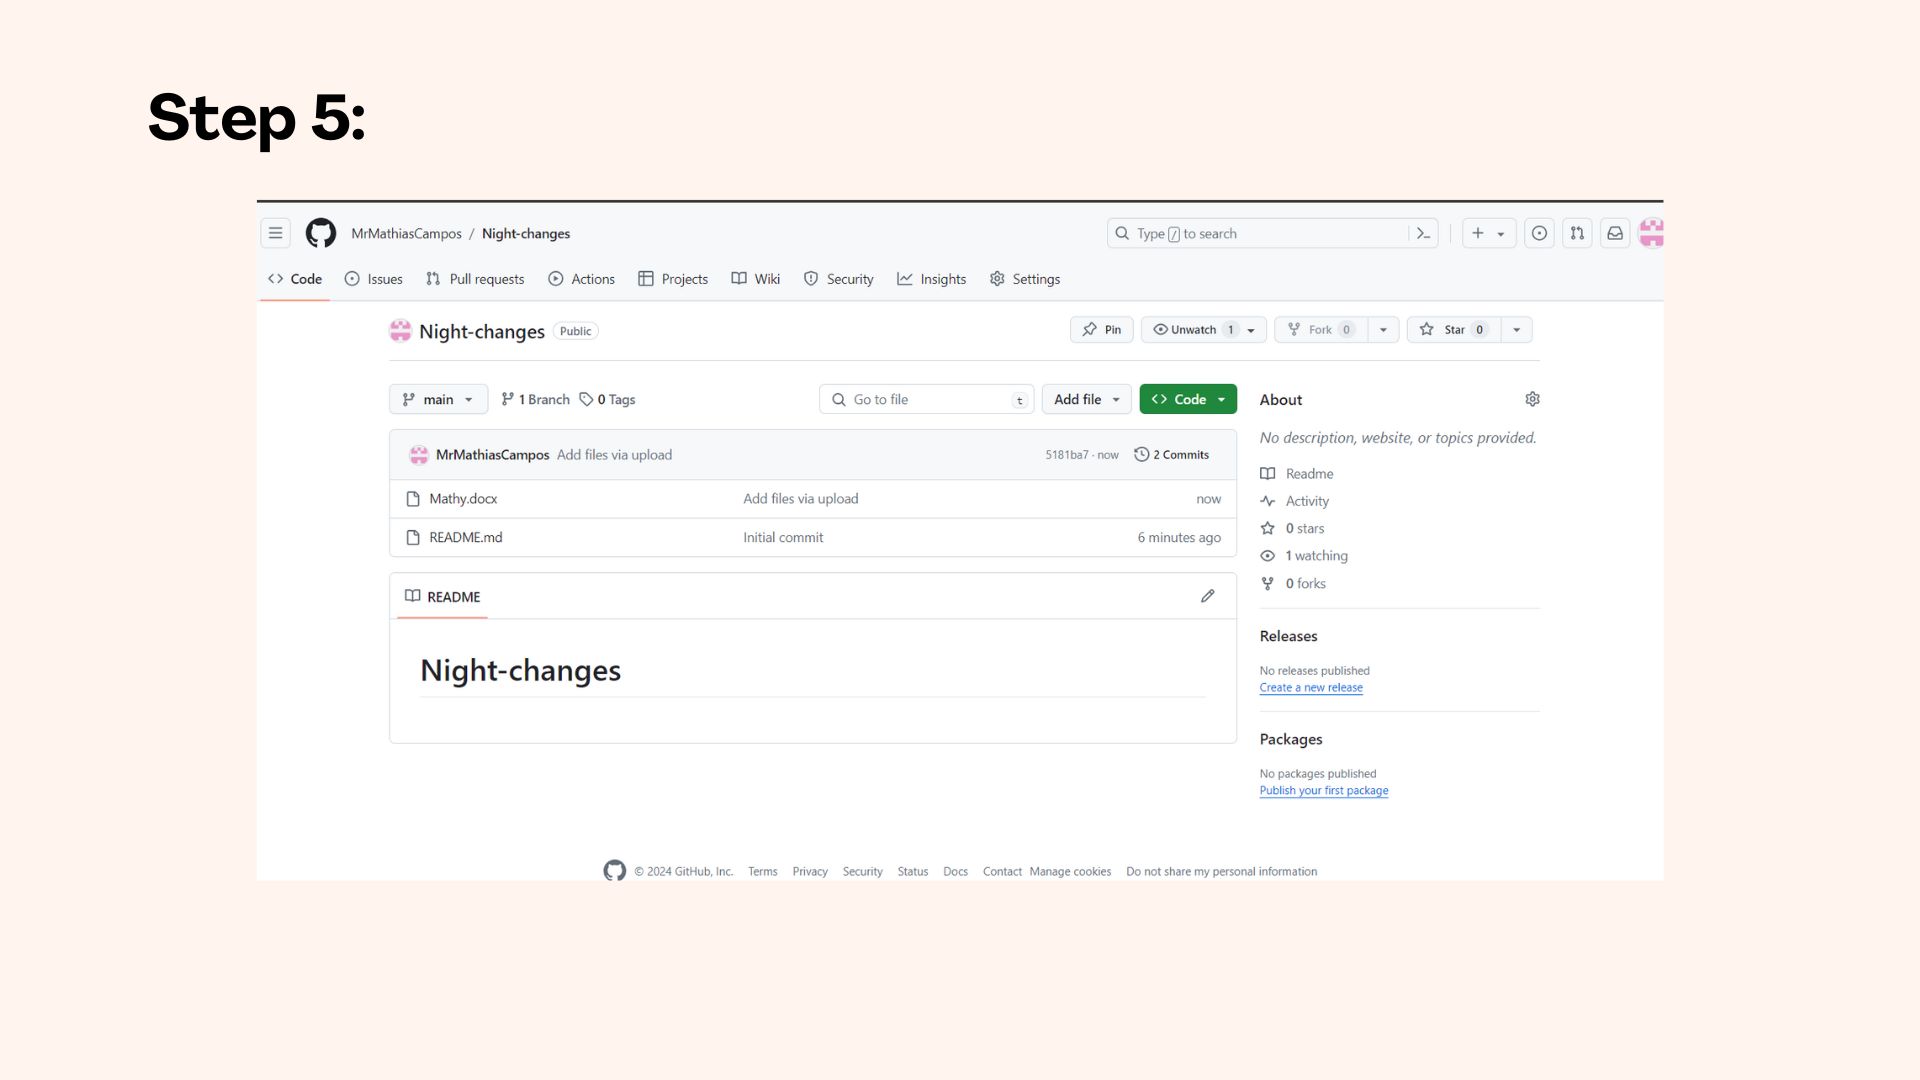 Step 5:
MrMathiasCampos / Night-changes
Type / to search
Code Issues Pull requests Actions Projects Wiki Security Insights Settings
Night-changes Public
Pin Unwatch 1 Fork 0 Star 0
main 1 Branch 0 Tags Go to file t Add file Code
MrMathiasCampos Add files via upload 5181ba7 · now 2 Commits
Mathy.docx Add files via upload now
README.md Initial commit 6 minutes ago
README
Night-changes
About
No description, website, or topics provided.
Readme
Activity
0 stars
1 watching
0 forks
Releases
No releases published
Create a new release
Packages
No packages published
Publish your first package
© 2024 GitHub, Inc. Terms Privacy Security Status Docs Contact Manage cookies Do not share my personal information